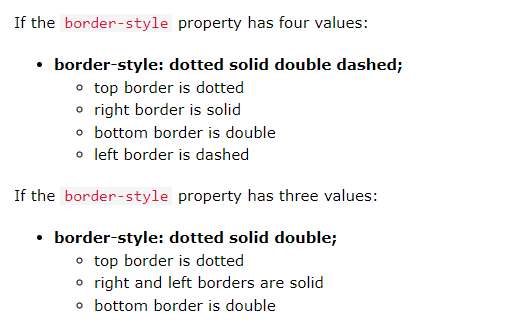 If the border-style property has four values:
border-style: dotted solid double dashed;
top border is dotted
right border is solid
bottom border is double
left border is dashed
If the border-style property has three values:
border-style: dotted solid double;
top border is dotted
right and left borders are solid
bottom border is double